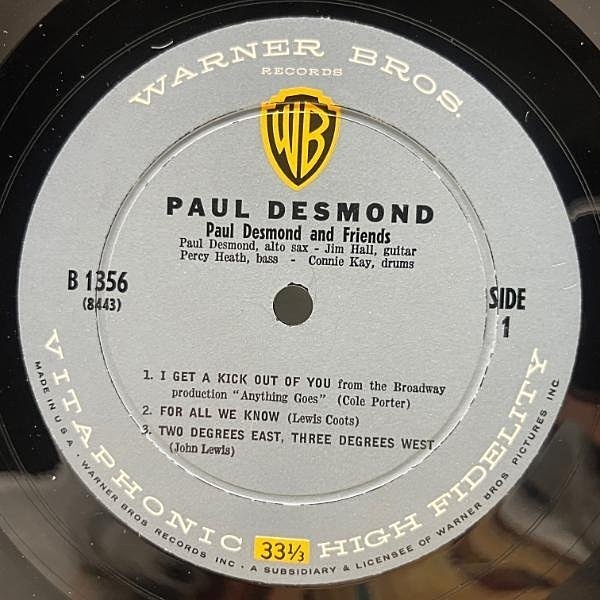 WARNER BROS.
RECORDS
WB
PAUL DESMOND
Paul Desmond and Friends
Paul Desmond, alto sax - Jim Hall, guitar
Percy Heath, bass - Connie Kay, drums
B 1356
(8443)
SIDE
1
1. I GET A KICK OUT OF YOU from the Broadway
production "Anything Goes" (Cole Porter)
2. FOR ALL WE KNOW (Lewis Coots)
3. TWO DEGREES EAST, THREE DEGREES WEST
(John Lewis)
VITAPHONIC HIGH FIDELITY
33⅓
MADE IN U.S.A. • WARNER BROS RECORDS INC • A SUBSIDIARY & LICENSEE OF WARNER BROS PICTURES INC.